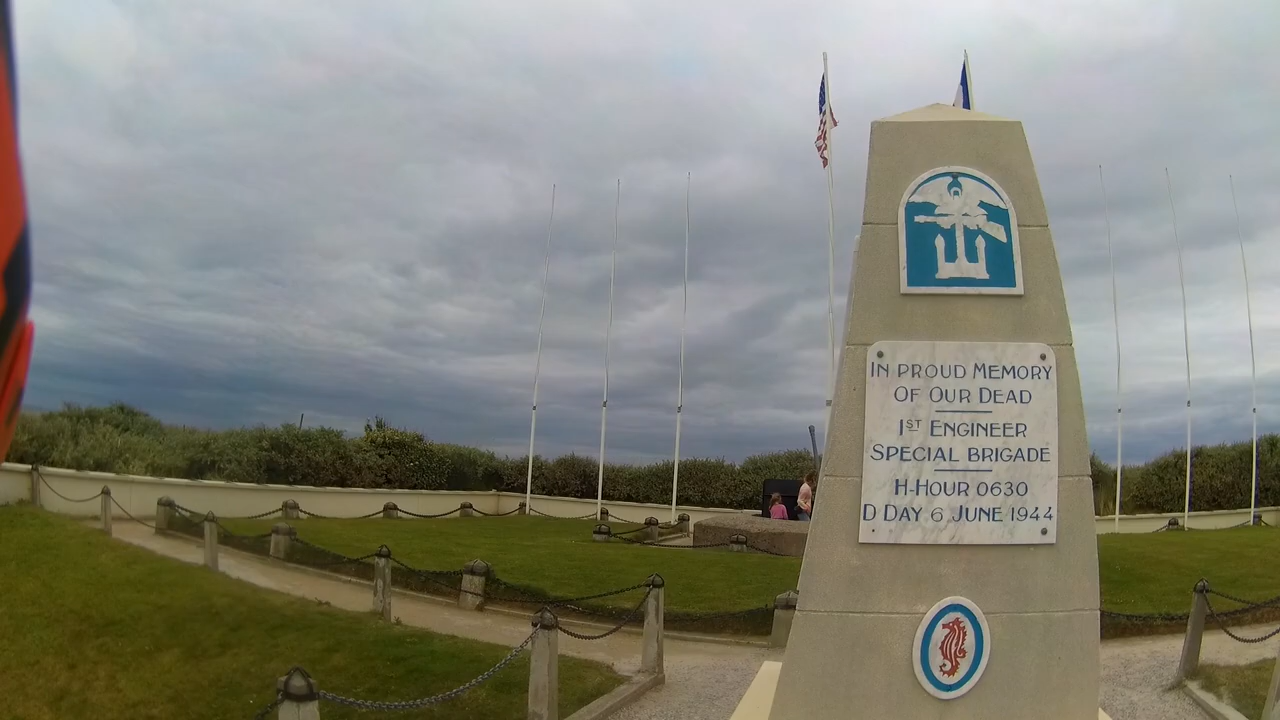 In proud Memory
of Our Dead
1st Engineer
Special Brigade
H-Hour 0630
D Day 6 June 1944